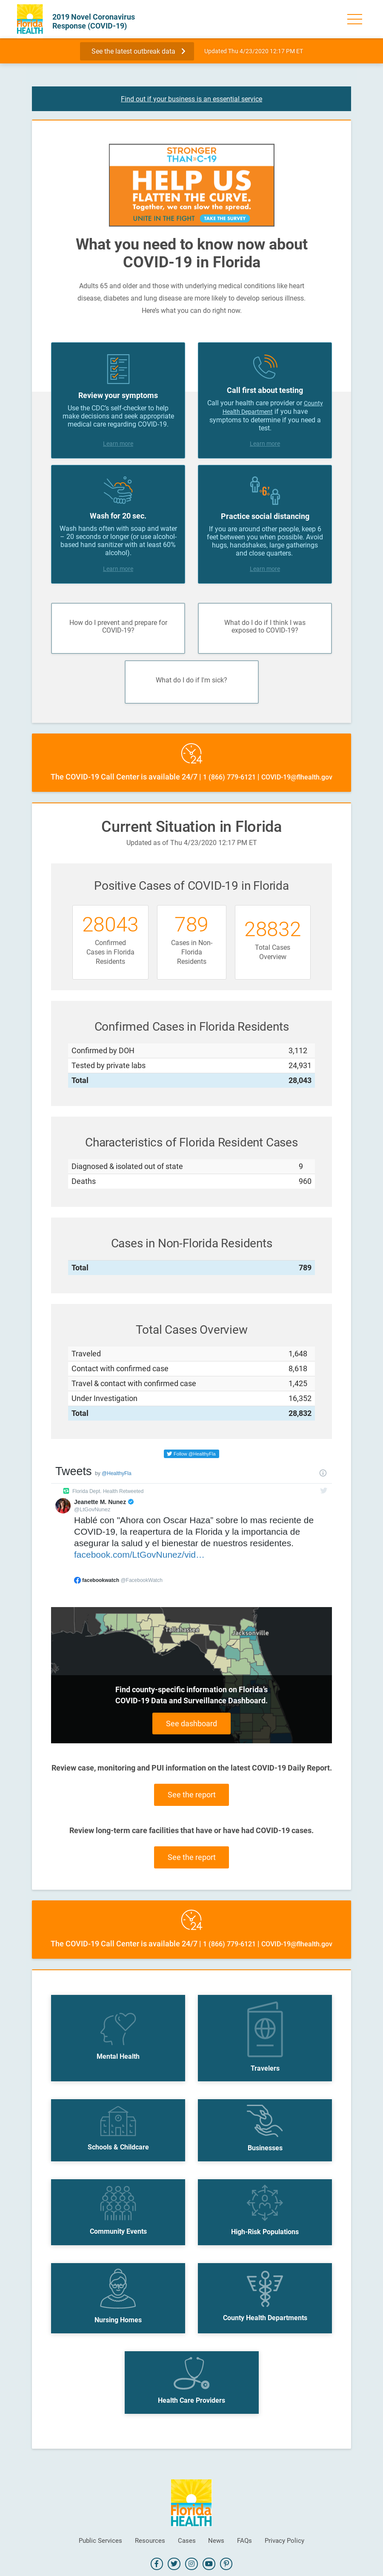 Florida
HEALTH
2019 Novel Coronavirus
Response (COVID-19)
See the latest outbreak data
Updated Thu 4/23/2020 12:17 PM ET
Find out if your business is an essential service
STRONGER
THAN C-19
HELP US
FLATTEN THE CURVE.
Together, we can slow the spread.
UNITE IN THE FIGHT TAKE THE SURVEY
What you need to know now about
COVID-19 in Florida
Adults 65 and older and those with underlying medical conditions like heart
disease, diabetes and lung disease are more likely to develop serious illness.
Here's what you can do right now.
Review your symptoms
Use the CDC's self-checker to help
make decisions and seek appropriate
medical care regarding COVID-19.
Learn more
Call first about testing
Call your health care provider or County
Health Department if you have
symptoms to determine if you need a
test.
Learn more
Wash for 20 sec.
Wash hands often with soap and water
– 20 seconds or longer (or use alcohol-
based hand sanitizer with at least 60%
alcohol).
Learn more
6'
Practice social distancing
If you are around other people, keep 6
feet between you when possible. Avoid
hugs, handshakes, large gatherings
and close quarters.
Learn more
How do I prevent and prepare for
COVID-19?
What do I do if I think I was
exposed to COVID-19?
What do I do if I'm sick?
24
The COVID-19 Call Center is available 24/7 | 1 (866) 779-6121 | COVID-19@flhealth.gov
Current Situation in Florida
Updated as of Thu 4/23/2020 12:17 PM ET
Positive Cases of COVID-19 in Florida
28043
Confirmed
Cases in Florida
Residents
789
Cases in Non-
Florida
Residents
28832
Total Cases
Overview
Confirmed Cases in Florida Residents
Confirmed by DOH 3,112
Tested by private labs 24,931
Total 28,043
Characteristics of Florida Resident Cases
Diagnosed & isolated out of state 9
Deaths 960
Cases in Non-Florida Residents
Total 789
Total Cases Overview
Traveled 1,648
Contact with confirmed case 8,618
Travel & contact with confirmed case 1,425
Under Investigation 16,352
Total 28,832
Follow @HealthyFla
Tweets by @HealthyFla
Florida Dept. Health Retweeted
Jeanette M. Nunez
@LtGovNunez
Hablé con "Ahora con Oscar Haza" sobre lo mas reciente de
COVID-19, la repertura de la Florida y la importancia de
asegurar la salud y el bienestar de nuestros residentes.
facebook.com/LtGovNunez/vid…
facebookwatch @FacebookWatch
Tallahassee
Jacksonville
Find county-specific information on Florida's
COVID-19 Data and Surveillance Dashboard.
See dashboard
Review case, monitoring and PUI information on the latest COVID-19 Daily Report.
See the report
Review long-term care facilities that have or have had COVID-19 cases.
See the report
24
The COVID-19 Call Center is available 24/7 | 1 (866) 779-6121 | COVID-19@flhealth.gov
Mental Health
Travelers
Schools & Childcare
Businesses
Community Events
High-Risk Populations
Nursing Homes
County Health Departments
Health Care Providers
Florida
HEALTH
Public Services Resources Cases News FAQs Privacy Policy